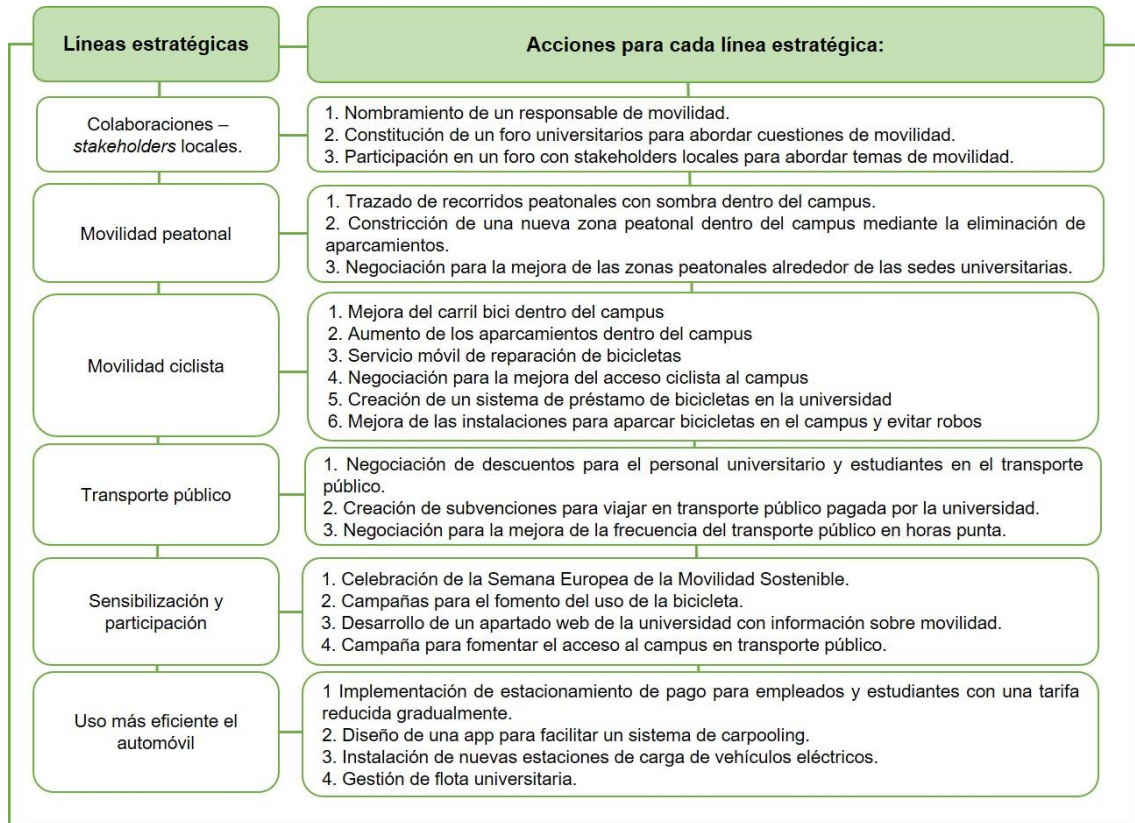 Líneas estratégicas
Acciones para cada línea estratégica:
Colaboraciones –
stakeholders locales.
1. Nombramiento de un responsable de movilidad.
2. Constitución de un foro universitarios para abordar cuestiones de movilidad.
3. Participación en un foro con stakeholders locales para abordar temas de movilidad.
Movilidad peatonal
1. Trazado de recorridos peatonales con sombra dentro del campus.
2. Constricción de una nueva zona peatonal dentro del campus mediante la eliminación de
aparcamientos.
3. Negociación para la mejora de las zonas peatonales alrededor de las sedes universitarias.
Movilidad ciclista
1. Mejora del carril bici dentro del campus
2. Aumento de los aparcamientos dentro del campus
3. Servicio móvil de reparación de bicicletas
4. Negociación para la mejora del acceso ciclista al campus
5. Creación de un sistema de préstamo de bicicletas en la universidad
6. Mejora de las instalaciones para aparcar bicicletas en el campus y evitar robos
Transporte público
1. Negociación de descuentos para el personal universitario y estudiantes en el transporte
público.
2. Creación de subvenciones para viajar en transporte público pagada por la universidad.
3. Negociación para la mejora de la frecuencia del transporte público en horas punta.
Sensibilización y
participación
1. Celebración de la Semana Europea de la Movilidad Sostenible.
2. Campañas para el fomento del uso de la bicicleta.
3. Desarrollo de un apartado web de la universidad con información sobre movilidad.
4. Campaña para fomentar el acceso al campus en transporte público.
Uso más eficiente el
automóvil
1 Implementación de estacionamiento de pago para empleados y estudiantes con una tarifa
reducida gradualmente.
2. Diseño de una app para facilitar un sistema de carpooling.
3. Instalación de nuevas estaciones de carga de vehículos eléctricos.
4. Gestión de flota universitaria.